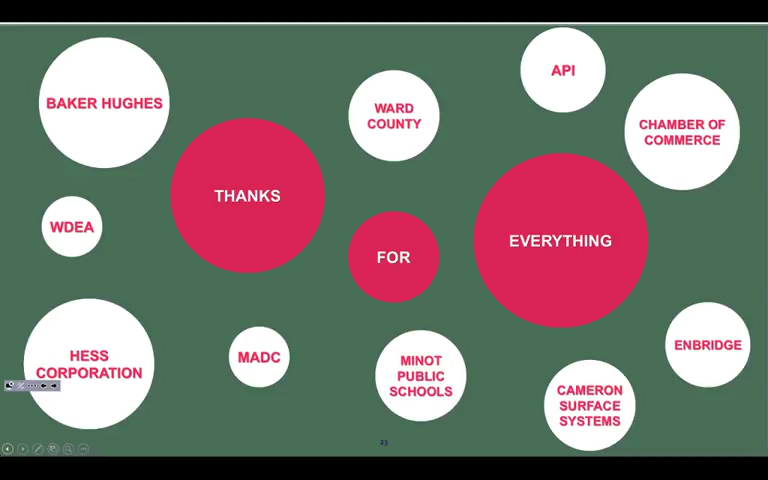 BAKER HUGHES
WARD
COUNTY
API
CHAMBER OF
COMMERCE
THANKS
FOR
EVERYTHING
WDEA
HESS
CORPORATION
MADC
MINOT
PUBLIC
SCHOOLS
CAMERON
SURFACE
SYSTEMS
ENBRIDGE
23